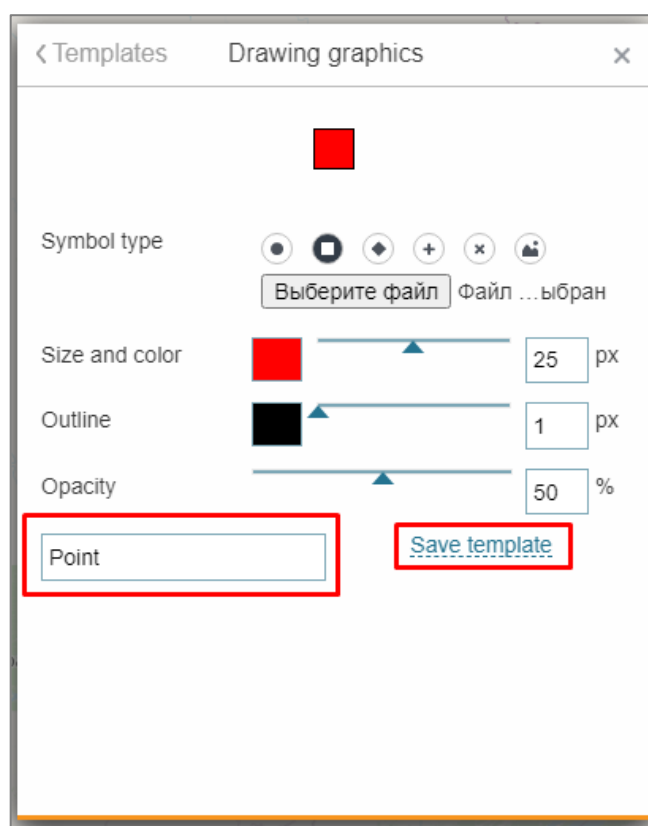 Templates Drawing graphics
Symbol type
Выберите файл Файл ...ыбран
Size and color 25 px
Outline 1 px
Opacity 50 %
Point Save template